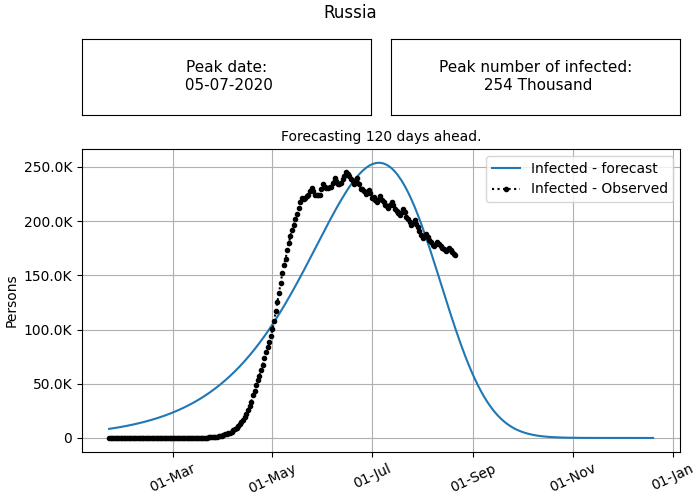 Russia
Peak date:
05-07-2020
Peak number of infected:
254 Thousand
Forecasting 120 days ahead.
Infected - forecast
Infected - Observed
Persons
250.0K
200.0K
150.0K
100.0K
50.0K
0
01-Mar
01-May
01-Jul
01-Sep
01-Nov
01-Jan